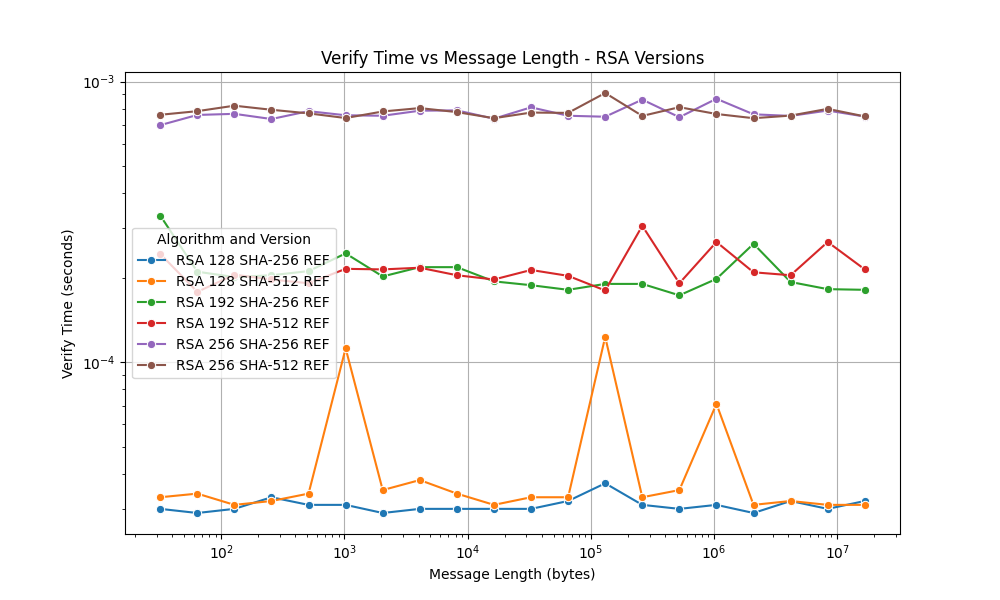 Verify Time vs Message Length - RSA Versions
10⁻³
Verify Time (seconds)
10⁻⁴
Algorithm and Version
RSA 128 SHA-256 REF
RSA 128 SHA-512 REF
RSA 192 SHA-256 REF
RSA 192 SHA-512 REF
RSA 256 SHA-256 REF
RSA 256 SHA-512 REF
10² 10³ 10⁴ 10⁵ 10⁶ 10⁷
Message Length (bytes)